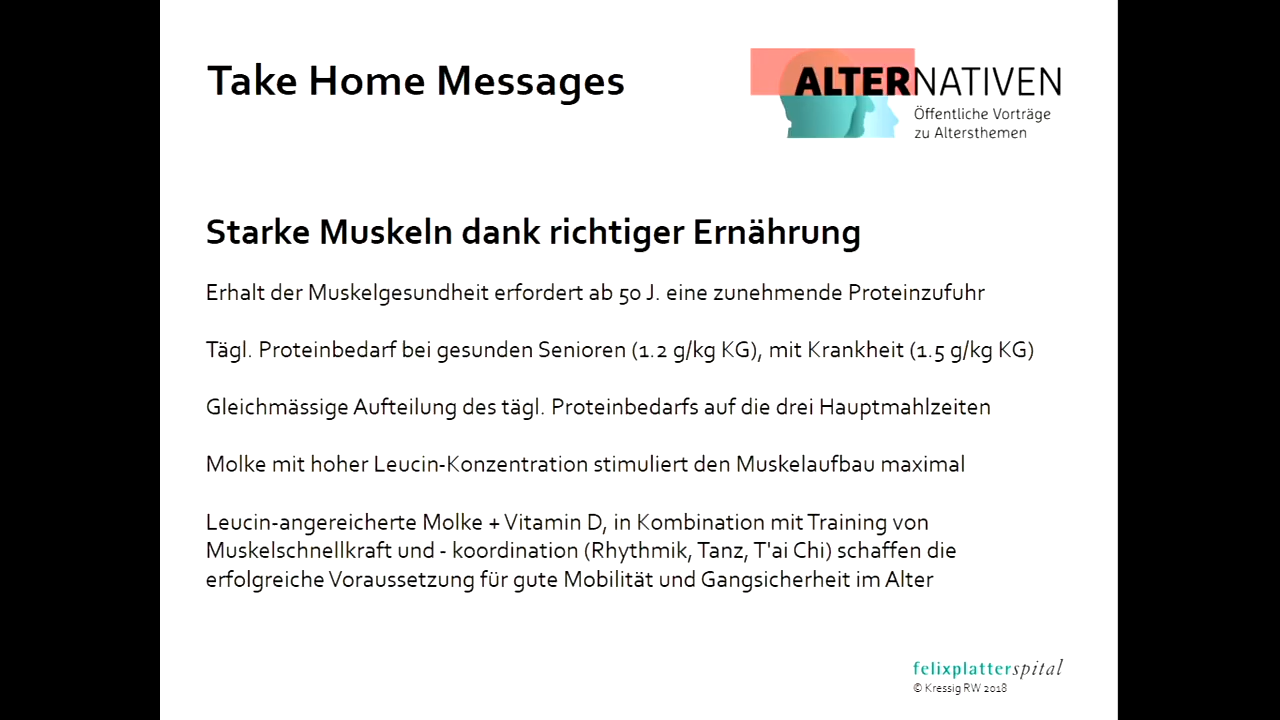 Take Home Messages
ALTERNATIVEN
Öffentliche Vorträge
zu Altersthemen
Starke Muskeln dank richtiger Ernährung
Erhalt der Muskelgesundheit erfordert ab 50 J. eine zunehmende Proteinzufuhr
Tägl. Proteinbedarf bei gesunden Senioren (1.2 g/kg KG), mit Krankheit (1.5 g/kg KG)
Gleichmässige Aufteilung des tägl. Proteinbedarfs auf die drei Hauptmahlzeiten
Molke mit hoher Leucin-Konzentration stimuliert den Muskelaufbau maximal
Leucin-angereicherte Molke + Vitamin D, in Kombination mit Training von
Muskelschnellkraft und - koordination (Rhythmik, Tanz, T'ai Chi) schaffen die
erfolgreiche Voraussetzung für gute Mobilität und Gangsicherheit im Alter
felixplatterspital
© Kressig RW 2018